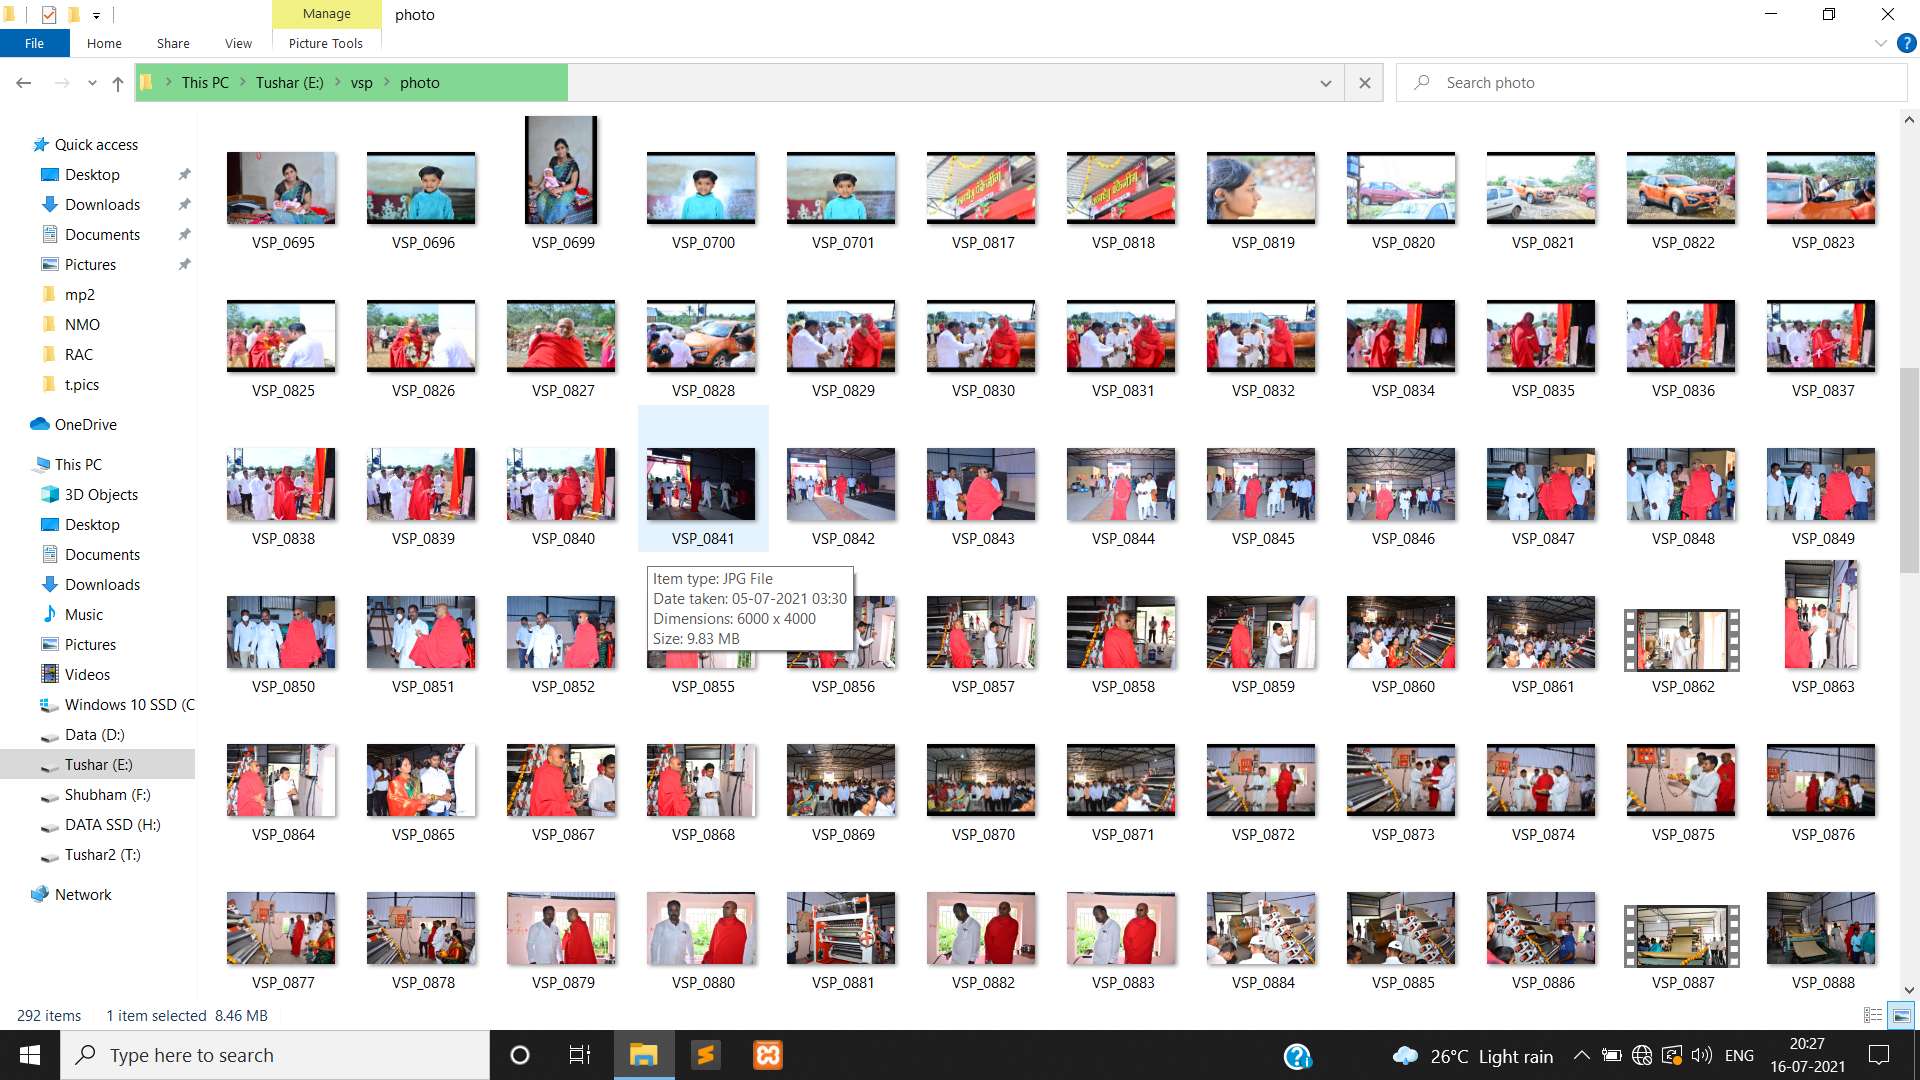 Manage
photo
File
Home
Share
View
Picture Tools
This PC
Tushar (E:)
vsp
photo
Search photo
Quick access
Desktop
Downloads
Documents
Pictures
mp2
NMO
RAC
t.pics
OneDrive
This PC
3D Objects
Desktop
Documents
Downloads
Music
Pictures
Videos
Windows 10 SSD (C
Data (D:)
Tushar (E:)
Shubham (F:)
DATA SSD (H:)
Tushar2 (T:)
Network
VSP_0695
VSP_0696
VSP_0699
VSP_0700
VSP_0701
VSP_0817
VSP_0818
VSP_0819
VSP_0820
VSP_0821
VSP_0822
VSP_0823
VSP_0825
VSP_0826
VSP_0827
VSP_0828
VSP_0829
VSP_0830
VSP_0831
VSP_0832
VSP_0834
VSP_0835
VSP_0836
VSP_0837
VSP_0838
VSP_0839
VSP_0840
VSP_0841
VSP_0842
VSP_0843
VSP_0844
VSP_0845
VSP_0846
VSP_0847
VSP_0848
VSP_0849
Item type: JPG File
Date taken: 05-07-2021 03:30
Dimensions: 6000 x 4000
Size: 9.83 MB
VSP_0850
VSP_0851
VSP_0852
VSP_0855
VSP_0856
VSP_0857
VSP_0858
VSP_0859
VSP_0860
VSP_0861
VSP_0862
VSP_0863
VSP_0864
VSP_0865
VSP_0867
VSP_0868
VSP_0869
VSP_0870
VSP_0871
VSP_0872
VSP_0873
VSP_0874
VSP_0875
VSP_0876
VSP_0877
VSP_0878
VSP_0879
VSP_0880
VSP_0881
VSP_0882
VSP_0883
VSP_0884
VSP_0885
VSP_0886
VSP_0887
VSP_0888
292 items
1 item selected 8.46 MB
Type here to search
26°C Light rain
ENG
20:27
16-07-2021